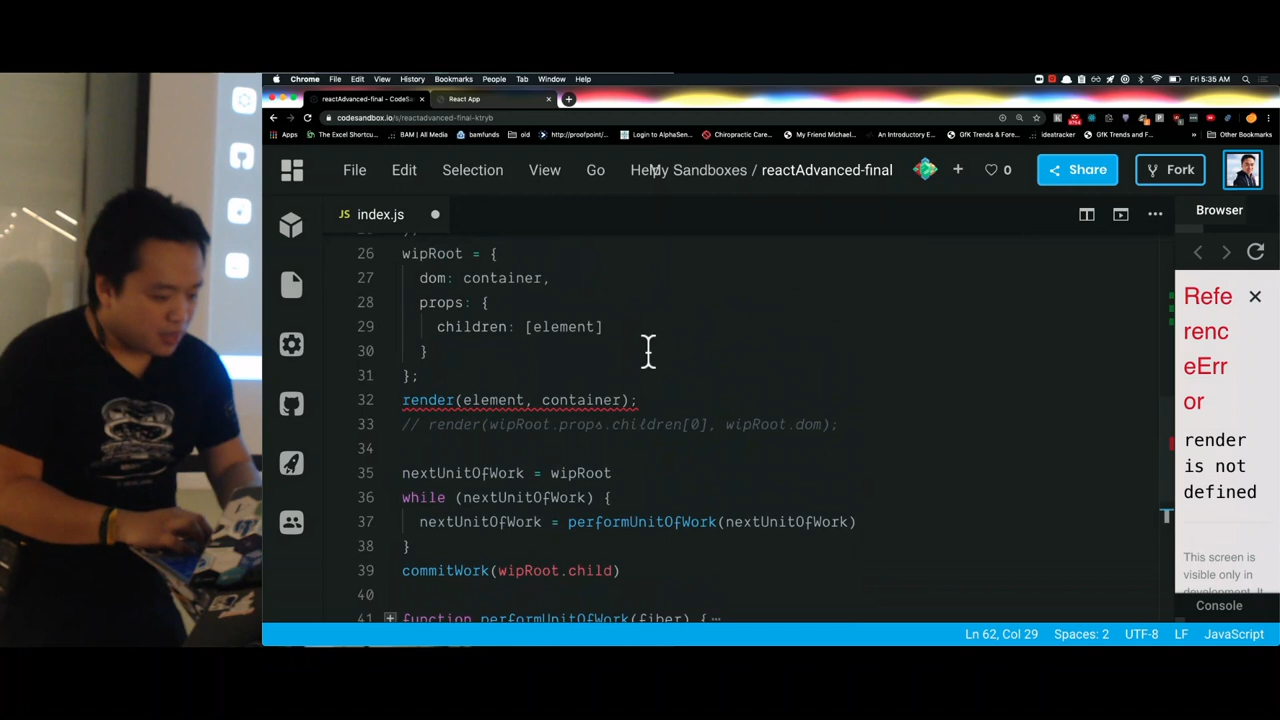 Chrome File Edit View History Bookmarks People Tab Window Help
Fri 5:35 AM
reactAdvanced-final - CodeSa
React App
codesandbox.io/s/reactadvanced-final-ktryb
Apps The Excel Shortcu... BAM | All Media bamfunds old http://proofpoint/... Login to AlphaSen... Chiropractic Care... My Friend Michael... An Introductory E... GfK Trends & Fore... ideatracker GfK Trends and F... » Other Bookmarks
File Edit Selection View Go Help My Sandboxes / reactAdvanced-final + 0 Share Fork
JS index.js
Browser
26 wipRoot = {
27 dom: container,
28 props: {
29 children: [element]
30 }
31 };
32 render(element, container);
33 // render(wipRoot.props.children[0], wipRoot.dom);
34
35 nextUnitOfWork = wipRoot
36 while (nextUnitOfWork) {
37 nextUnitOfWork = performUnitOfWork(nextUnitOfWork)
38 }
39 commitWork(wipRoot.child)
40
41 function performUnitOfWork(fiber) {
Refe
renc
eErr
or
render
is not
defined
This screen is
visible only in
development. It
Console
Ln 62, Col 29 Spaces: 2 UTF-8 LF JavaScript